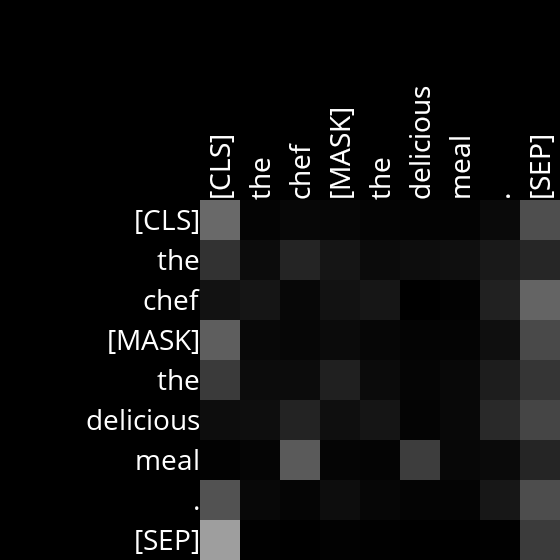 [CLS] the chef [MASK] the delicious meal . [SEP]
[CLS]
the
chef
[MASK]
the
delicious
meal
.
[SEP]